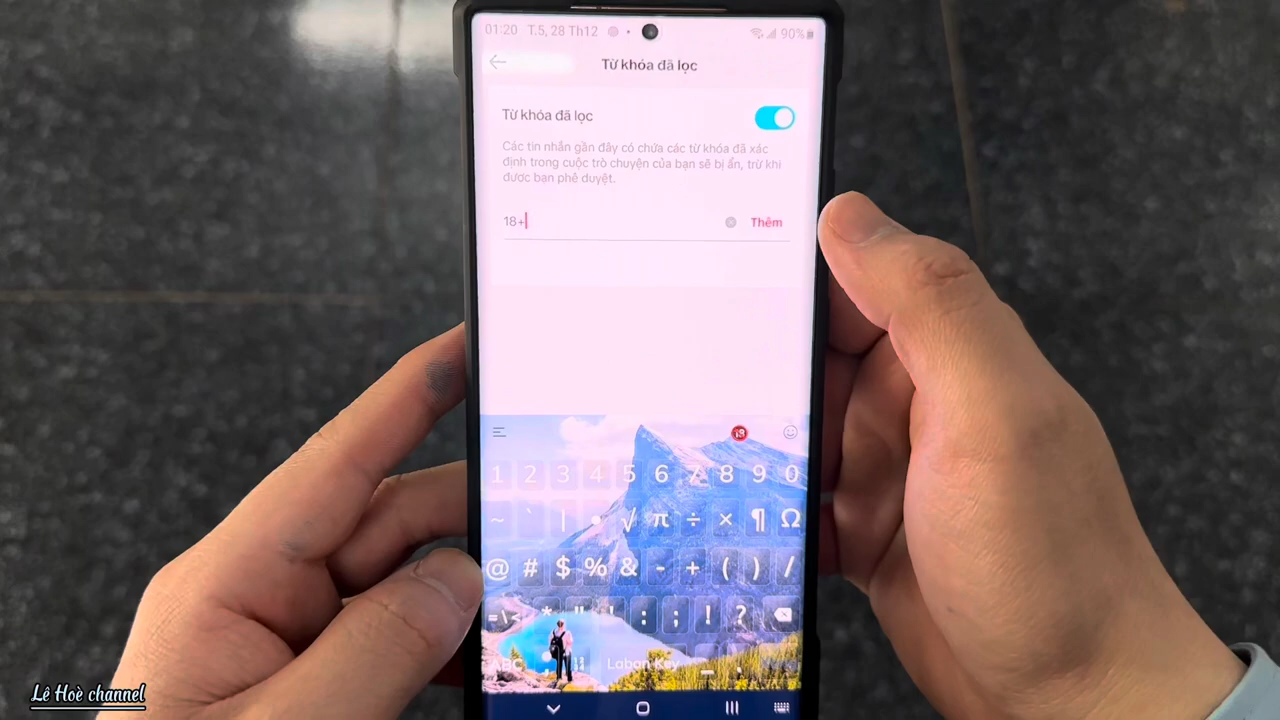 01:20 T.5, 28 Th12 90%
Từ khóa đã lọc
Từ khóa đã lọc
Các tin nhắn gần đây có chứa các từ khóa đã xác
định trong cuộc trò chuyện của bạn sẽ bị ẩn, trừ khi
được bạn phê duyệt.
18+ Thêm
18
1 2 3 4 5 6 7 8 9 0
~ ` | • √ π ÷ × ¶ Ω
@ # $ % & - + ( ) /
=\< * " ' : ; ! ?
ABC , Laban Key .
Lê Hoè channel